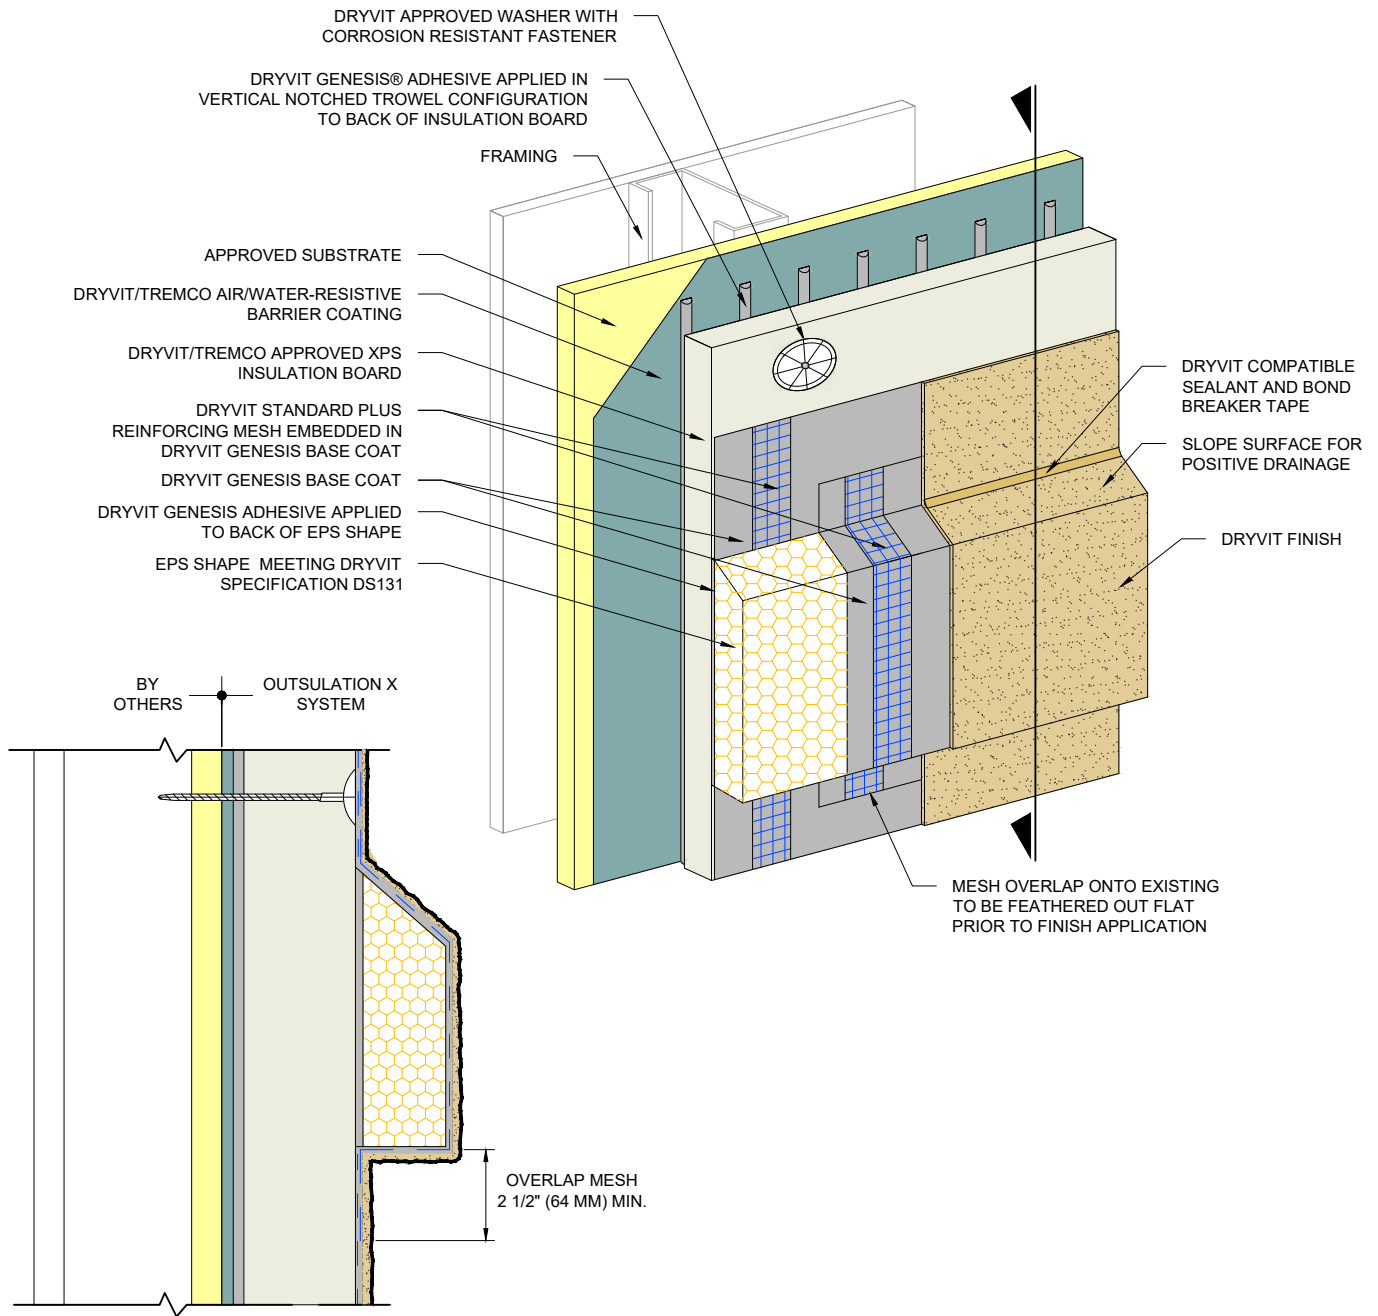 DRYVIT APPROVED WASHER WITH
CORROSION RESISTANT FASTENER
DRYVIT GENESIS® ADHESIVE APPLIED IN
VERTICAL NOTCHED TROWEL CONFIGURATION
TO BACK OF INSULATION BOARD
FRAMING
APPROVED SUBSTRATE
DRYVIT/TREMCO AIR/WATER-RESISTIVE
BARRIER COATING
DRYVIT/TREMCO APPROVED XPS
INSULATION BOARD
DRYVIT STANDARD PLUS
REINFORCING MESH EMBEDDED IN
DRYVIT GENESIS BASE COAT
DRYVIT GENESIS BASE COAT
DRYVIT GENESIS ADHESIVE APPLIED
TO BACK OF EPS SHAPE
EPS SHAPE MEETING DRYVIT
SPECIFICATION DS131
DRYVIT COMPATIBLE
SEALANT AND BOND
BREAKER TAPE
SLOPE SURFACE FOR
POSITIVE DRAINAGE
DRYVIT FINISH
MESH OVERLAP ONTO EXISTING
TO BE FEATHERED OUT FLAT
PRIOR TO FINISH APPLICATION
BY
OTHERS
OUTSULATION X
SYSTEM
OVERLAP MESH
2 1/2" (64 MM) MIN.